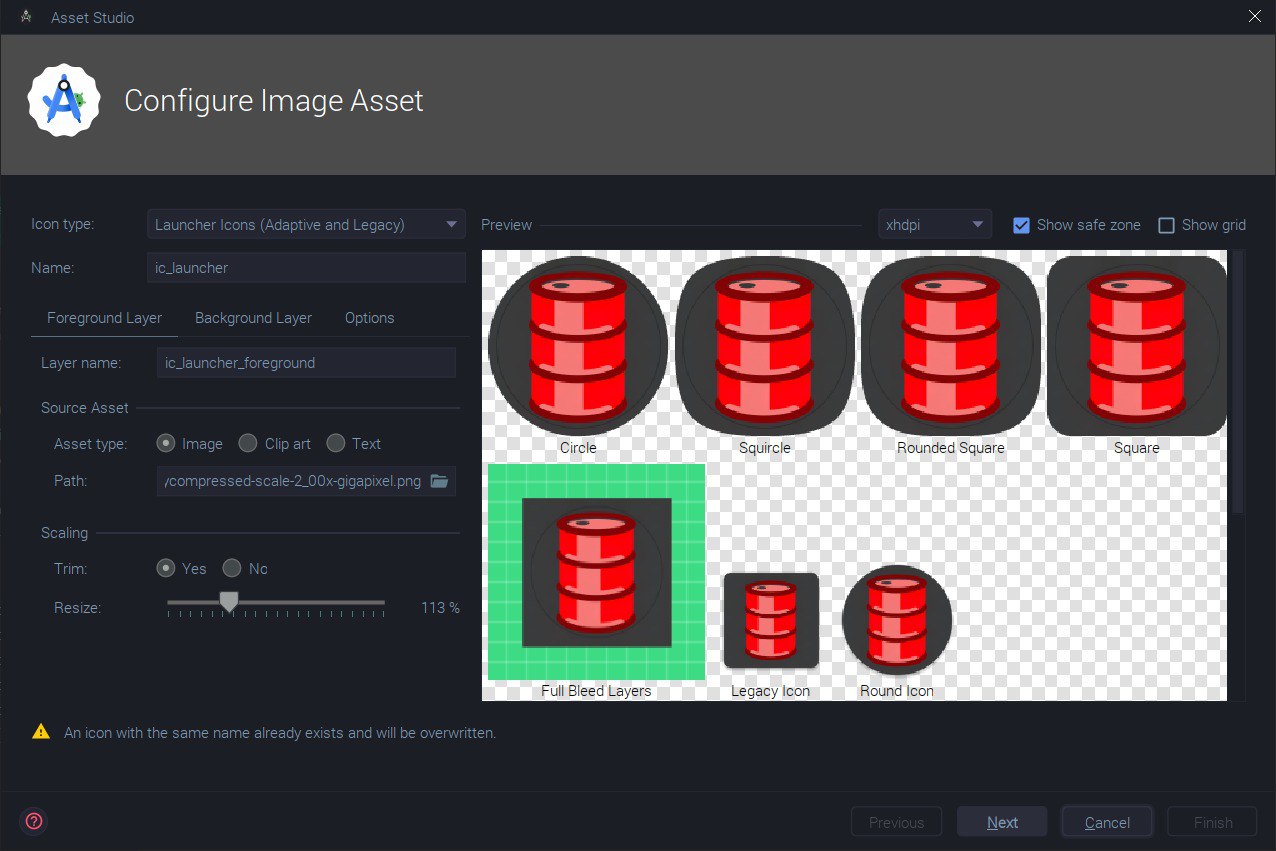 Asset Studio
Configure Image Asset
Icon type:
Launcher Icons (Adaptive and Legacy)
Name:
ic_launcher
Foreground Layer
Background Layer
Options
Layer name:
ic_launcher_foreground
Source Asset
Asset type:
Image
Clip art
Text
Path:
/compressed-scale-2_00x-gigapixel.png
Scaling
Trim:
Yes
No
Resize:
113 %
Preview
xhdpi
Show safe zone
Show grid
Circle
Squircle
Rounded Square
Square
Full Bleed Layers
Legacy Icon
Round Icon
An icon with the same name already exists and will be overwritten.
?
Previous
Next
Cancel
Finish